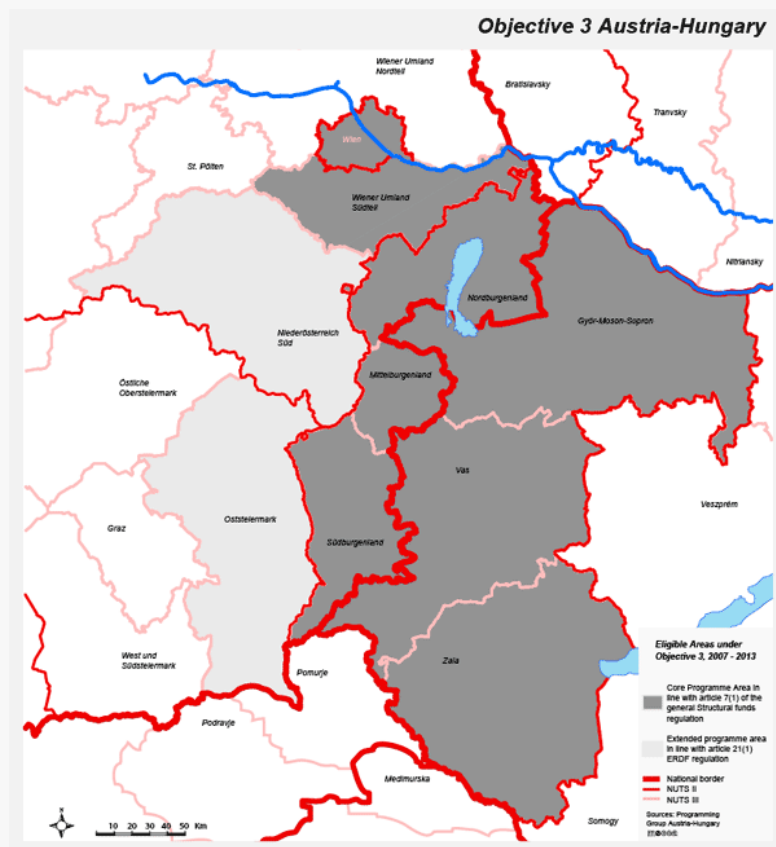 Objective 3 Austria-Hungary
Wiener Umland
Nordteil
Bratislavsky
Tranvsky
Wien
St. Pölten
Wiener Umland
Südteil
Nitriansky
Nordburgenland
Györ-Moson-Sopron
Niederösterreich
Süd
Mittelburgenland
Östliche
Obersteiermark
Vas
Veszprém
Oststeiermark
Graz
Südburgenland
West und
Südsteiermark
Pomurje
Zala
Podravje
Medimurska
Somogy
Eligible Areas under
Objective 3, 2007 - 2013
Core Programme Area in
line with article 7(1) of the
general Structural funds
regulation
Extended programme area
in line with article 21(1)
ERDF regulation
National border
NUTS II
NUTS III
Sources: Programming
Group Austria-Hungary
N
10 20 30 40 50 Km